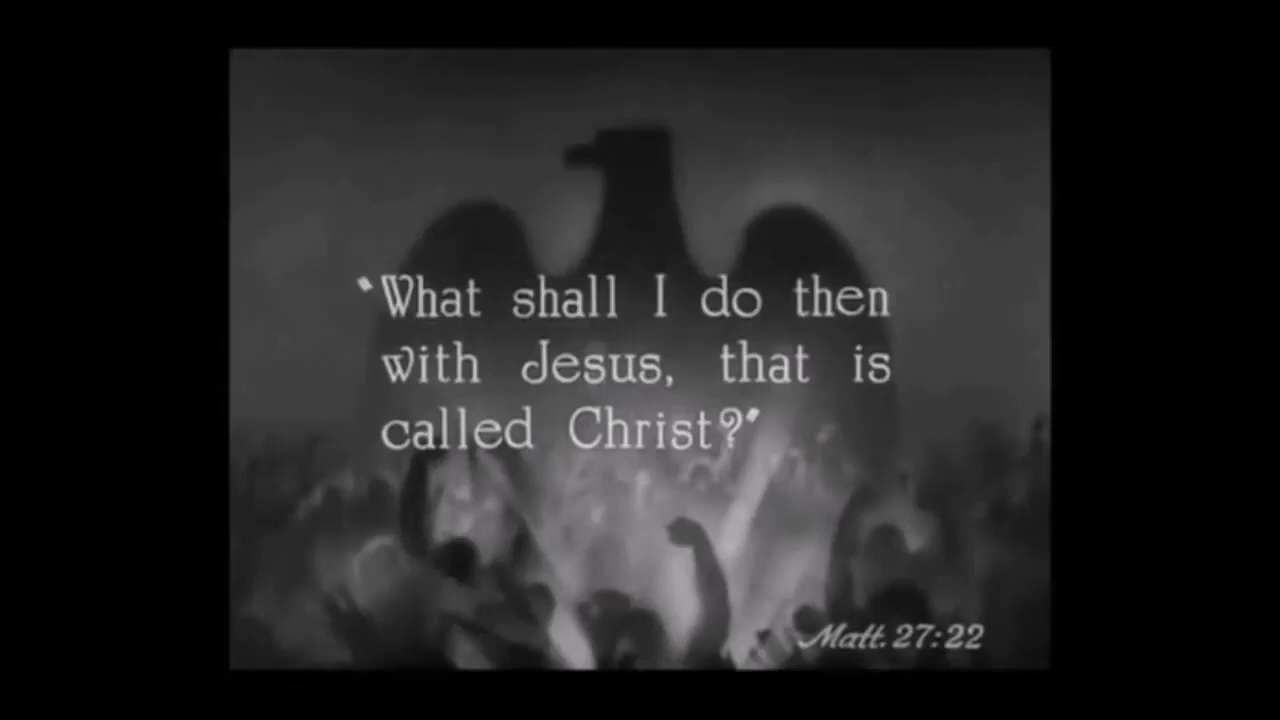 "What shall I do then
with Jesus, that is
called Christ?"
Matt. 27:22